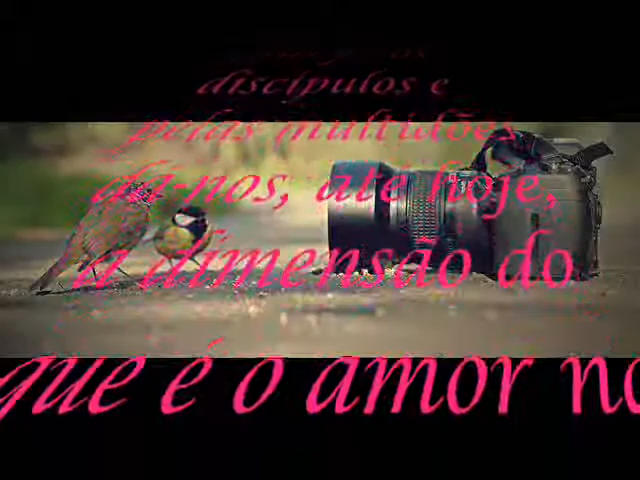 discípulos e
pelas multidões
dá-nos, até hoje,
a dimensão do
que é o amor no